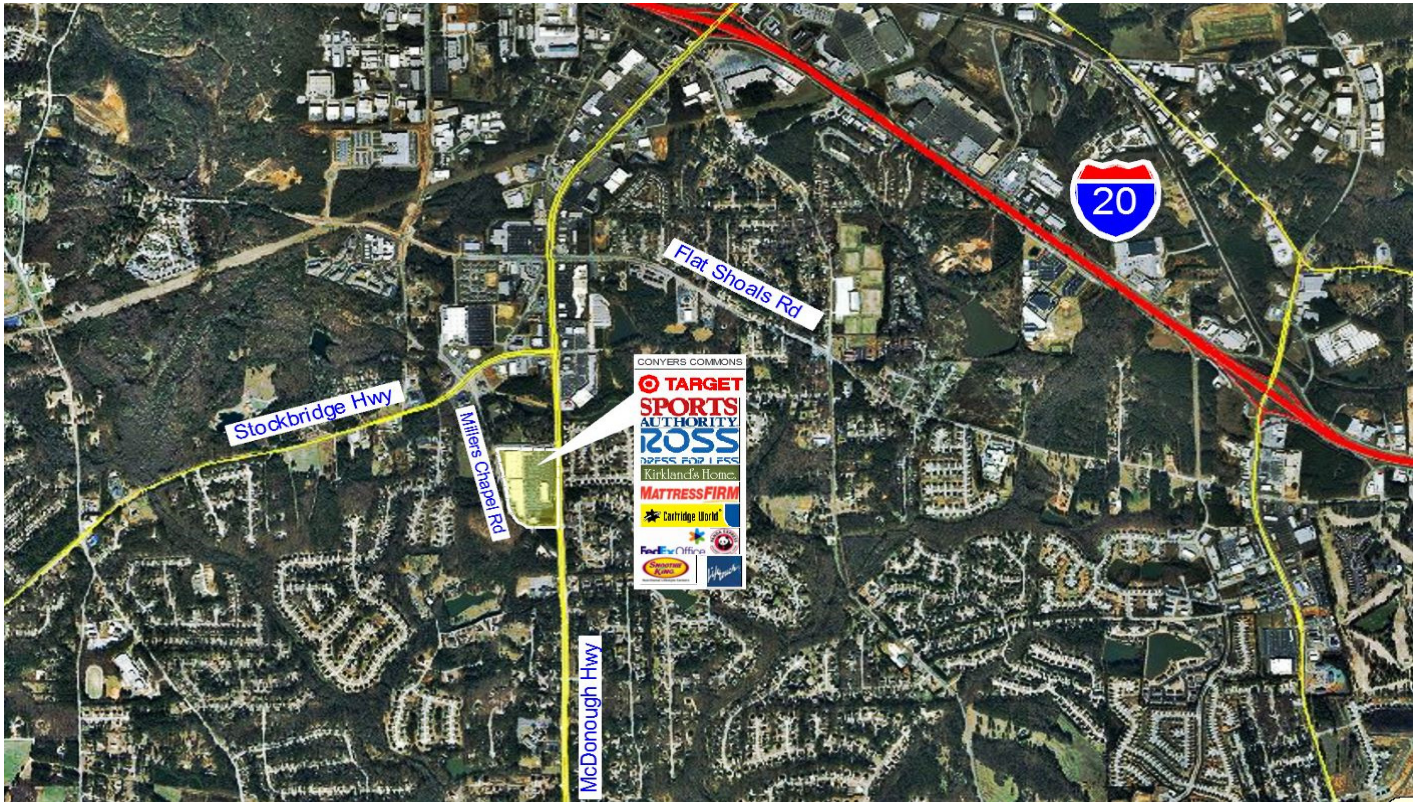 20
Flat Shoals Rd
CONYERS COMMONS
TARGET
SPORTS
AUTHORITY
ROSS
DRESS FOR LESS
Kirkland's Home.
MATTRESSFIRM
Cartridge World
FedEx Office
SMOOTHIE
KING
Stockbridge Hwy
Millers Chapel Rd
McDonough Hwy